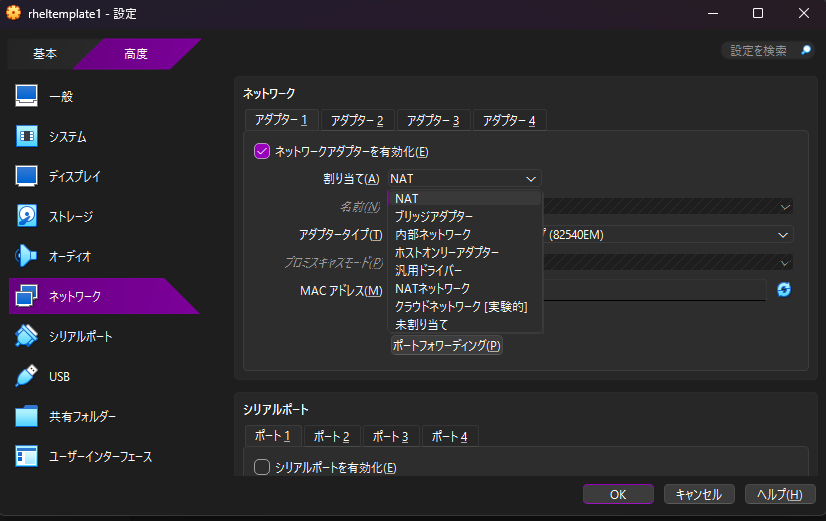 rheltemplate1 - 設定
基本
高度
設定を検索
一般
システム
ディスプレイ
ストレージ
オーディオ
ネットワーク
シリアルポート
USB
共有フォルダー
ユーザーインターフェース
ネットワーク
アダプター 1
アダプター 2
アダプター 3
アダプター 4
ネットワークアダプターを有効化(E)
割り当て(A) NAT
NAT
名前(N)
ブリッジアダプター
アダプタータイプ(T) 内部ネットワーク (82540EM)
ホストオンリーアダプター
プロミスキャスモード(P) 汎用ドライバー
MAC アドレス(M) NATネットワーク
クラウドネットワーク [実験的]
未割り当て
ポートフォワーディング(P)
シリアルポート
ポート 1
ポート 2
ポート 3
ポート 4
シリアルポートを有効化(E)
OK
キャンセル
ヘルプ(H)